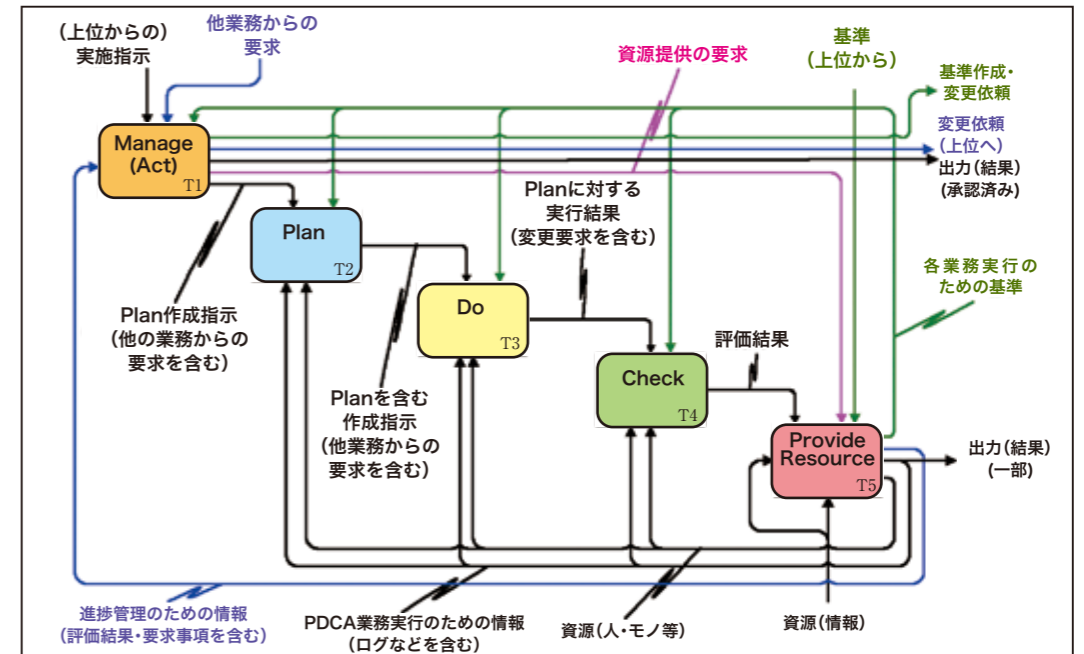 （上位からの）
実施指示
他業務からの
要求
資源提供の要求
基準
（上位から）
基準作成・
変更依頼
変更依頼
（上位へ）
出力（結果）
(承認済み)
Manage
(Act)
T1
Planに対する
実行結果
（変更要求を含む）
Plan
T2
各業務実行の
ための基準
Plan作成指示
（他の業務からの
要求を含む）
Do
T3
評価結果
Check
T4
Planを含む
作成指示
（他業務からの
要求を含む）
Provide
Resource
T5
出力（結果）
(一部)
進捗管理のための情報
（評価結果・要求事項を含む）
PDCA業務実行のための情報
（ログなどを含む）
資源（人・モノ等）
資源（情報）